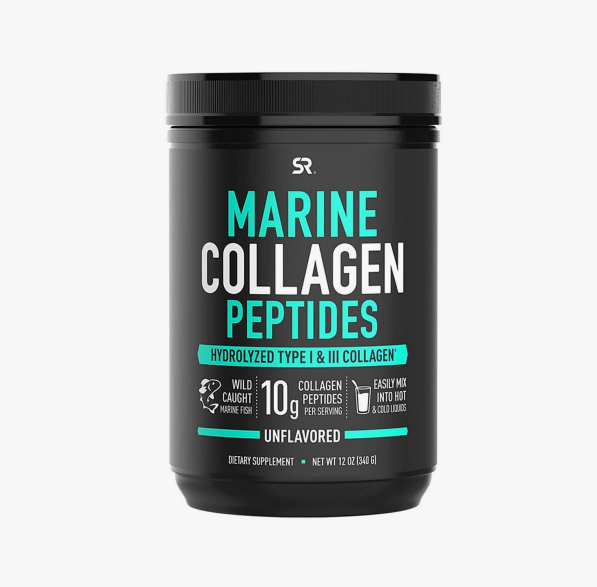 SR®
MARINE
COLLAGEN
PEPTIDES
HYDROLYZED TYPE I & III COLLAGEN*
WILD
CAUGHT
MARINE FISH
10g
COLLAGEN
PEPTIDES
PER SERVING
EASILY MIX
INTO HOT
& COLD LIQUIDS
UNFLAVORED
DIETARY SUPPLEMENT ▪ NET WT 12 OZ (340 G)